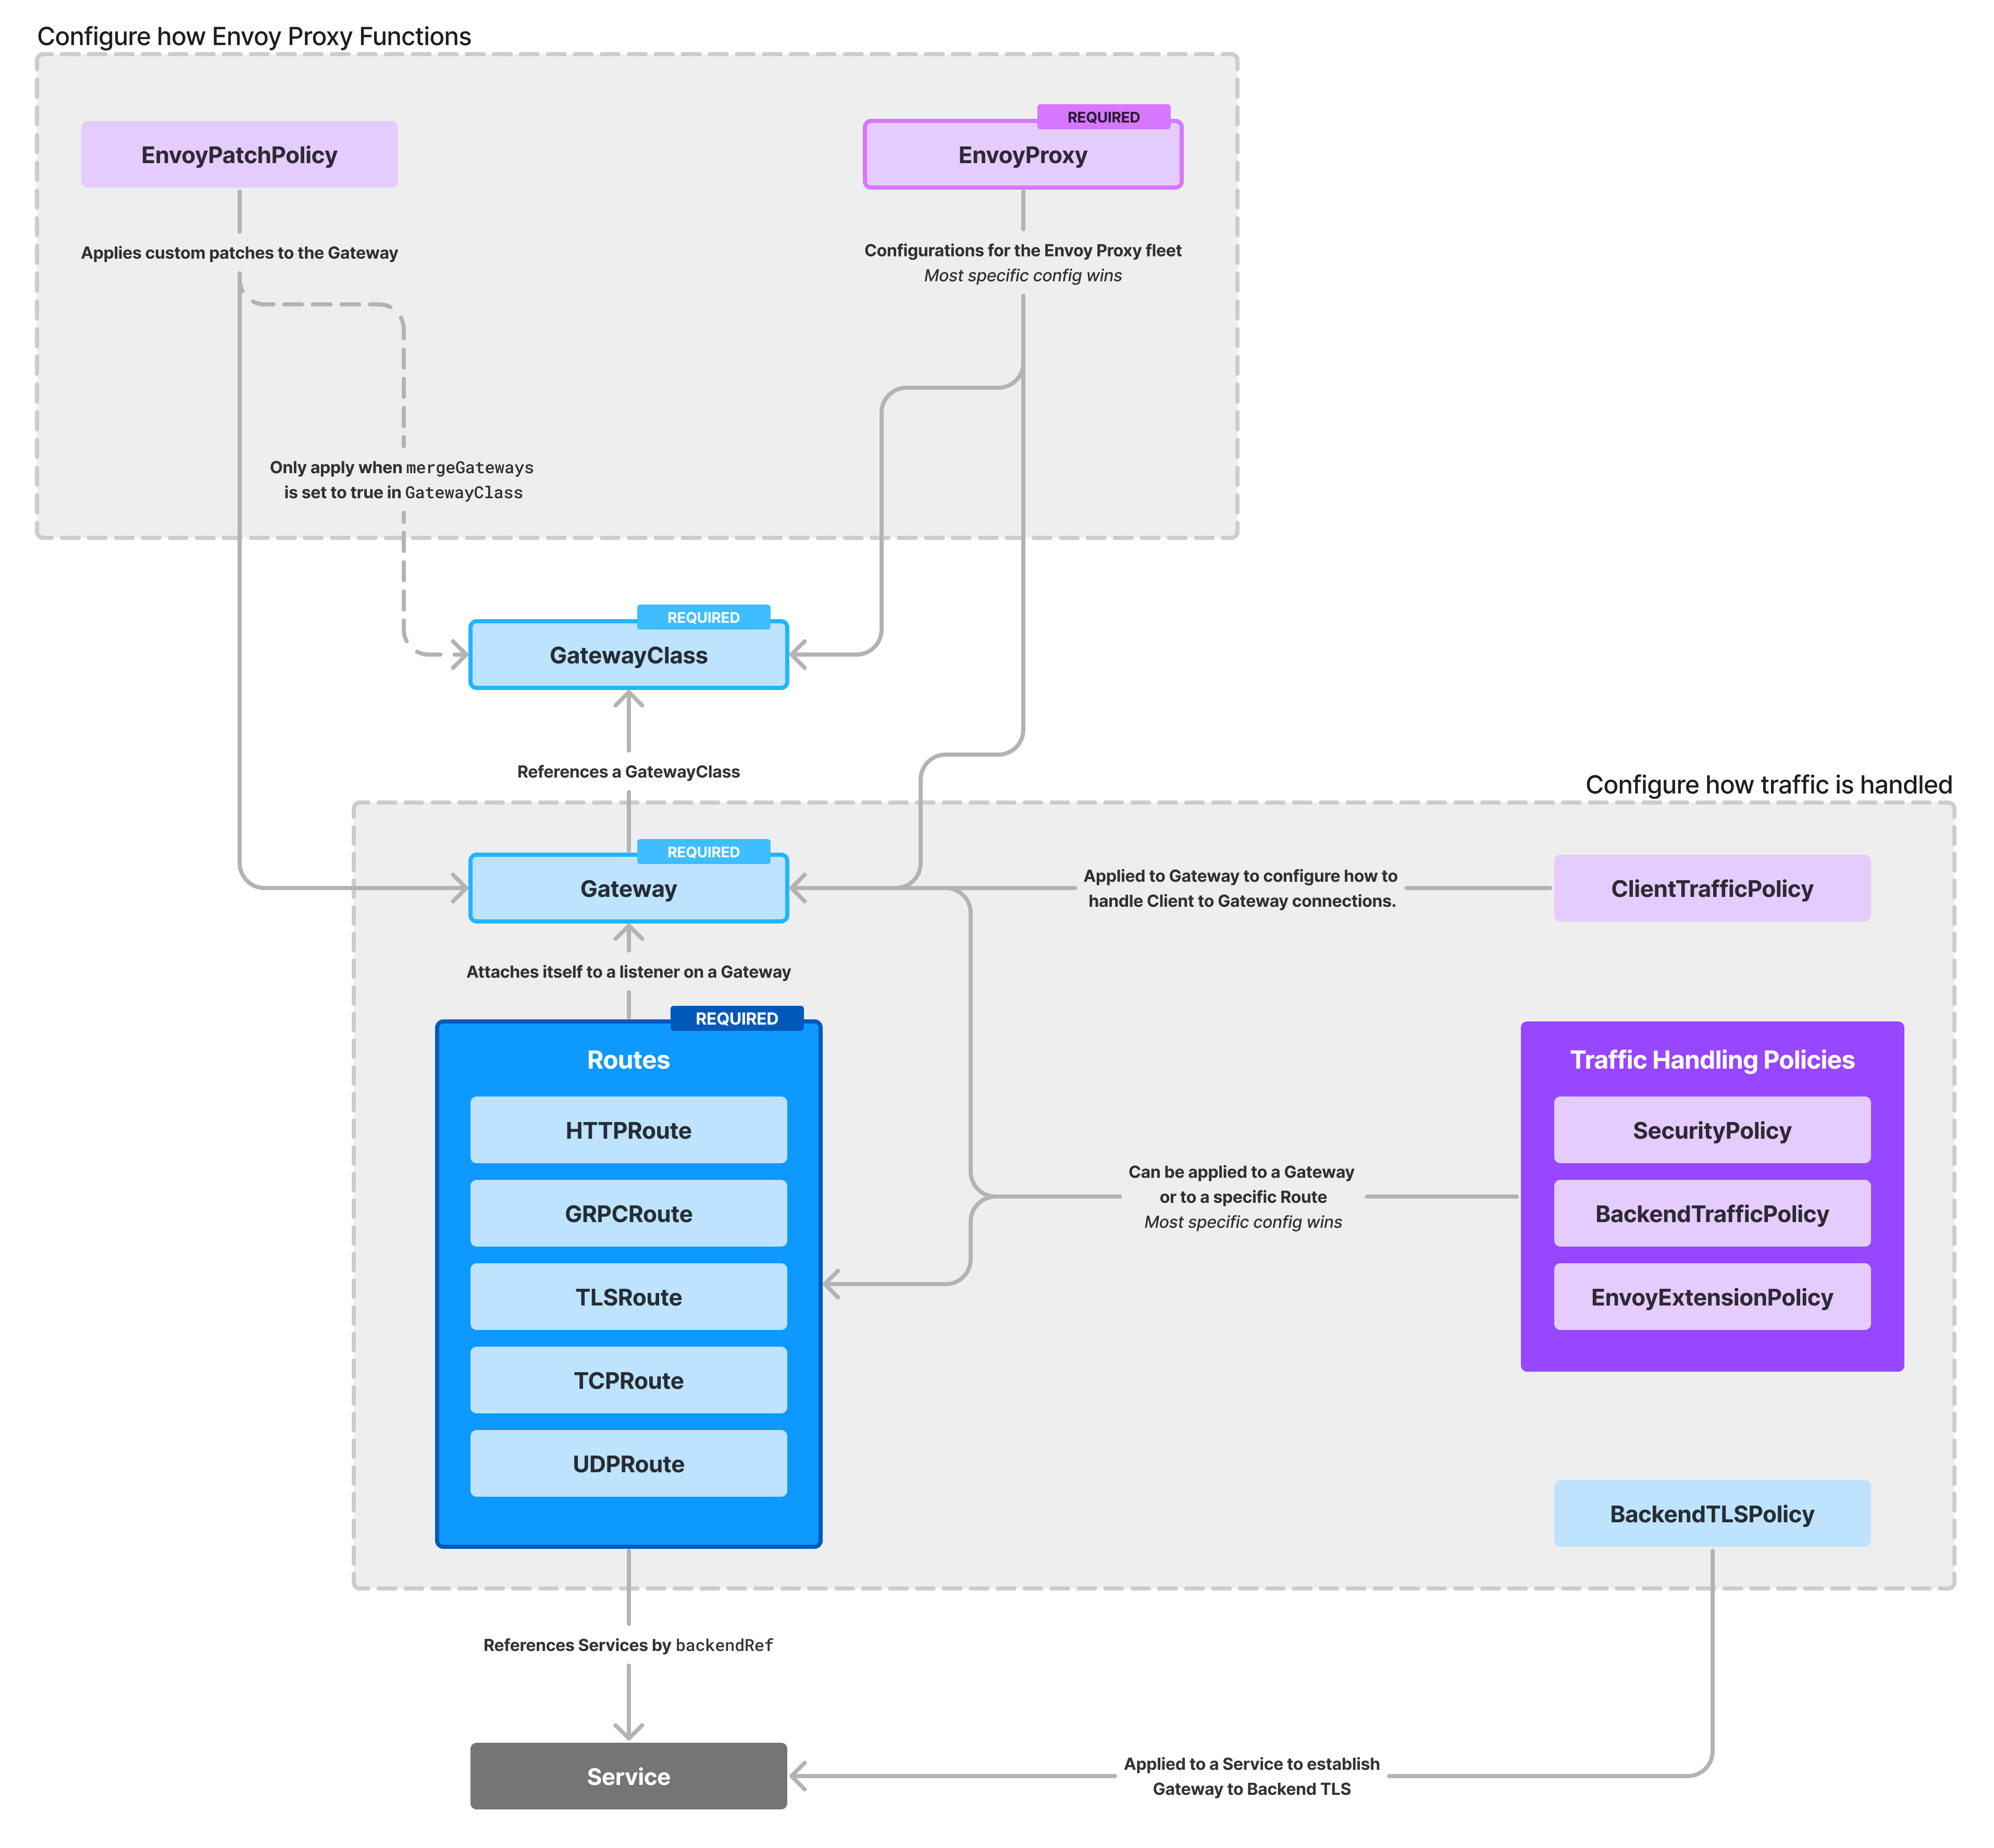 Configure how Envoy Proxy Functions
REQUIRED
EnvoyPatchPolicy
EnvoyProxy
Applies custom patches to the Gateway
Configurations for the Envoy Proxy fleet
Most specific config wins
Only apply when mergeGateways
is set to true in GatewayClass
REQUIRED
GatewayClass
References a GatewayClass
Configure how traffic is handled
REQUIRED
Gateway
Applied to Gateway to configure how to
handle Client to Gateway connections.
ClientTrafficPolicy
Attaches itself to a listener on a Gateway
REQUIRED
Routes
HTTPRoute
GRPCRoute
TLSRoute
TCPRoute
UDPRoute
Can be applied to a Gateway
or to a specific Route
Most specific config wins
Traffic Handling Policies
SecurityPolicy
BackendTrafficPolicy
EnvoyExtensionPolicy
BackendTLSPolicy
References Services by backendRef
Service
Applied to a Service to establish
Gateway to Backend TLS